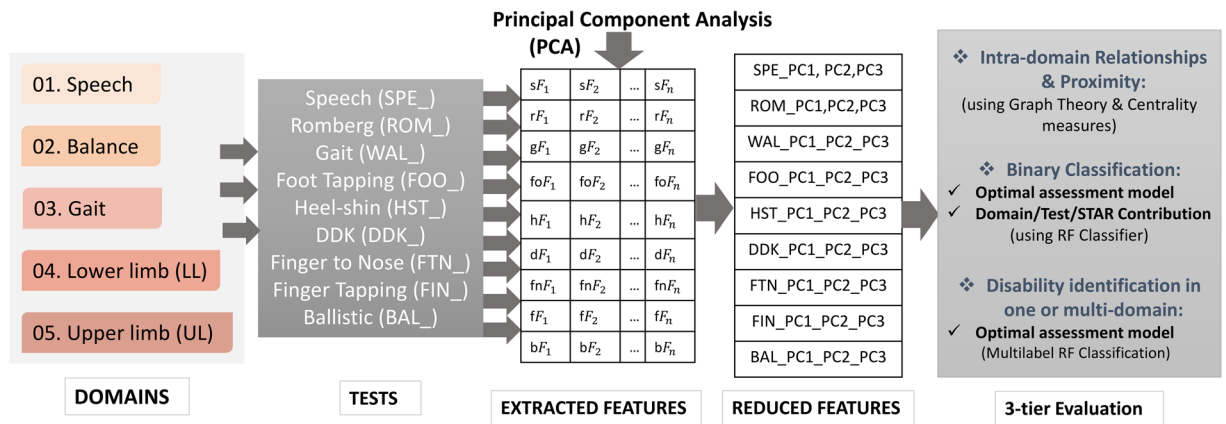 Principal Component Analysis
(PCA)
01. Speech
02. Balance
03. Gait
04. Lower limb (LL)
05. Upper limb (UL)
DOMAINS
Speech (SPE_)
Romberg (ROM_)
Gait (WAL_)
Foot Tapping (FOO_)
Heel-shin (HST_)
DDK (DDK_)
Finger to Nose (FTN_)
Finger Tapping (FIN_)
Ballistic (BAL_)
TESTS
sF₁ sF₂ ... sFₙ
rF₁ rF₂ ... rFₙ
gF₁ gF₂ ... gFₙ
foF₁ foF₂ ... foFₙ
hF₁ hF₂ ... hFₙ
dF₁ dF₂ ... dFₙ
fnF₁ fnF₂ ... fnFₙ
fF₁ fF₂ ... fFₙ
bF₁ bF₂ ... bFₙ
EXTRACTED FEATURES
SPE_PC1, PC2,PC3
ROM_PC1,PC2,PC3
WAL_PC1_PC2_PC3
FOO_PC1_PC2_PC3
HST_PC1_PC2_PC3
DDK_PC1_PC2_PC3
FTN_PC1_PC2_PC3
FIN_PC1_PC2_PC3
BAL_PC1_PC2_PC3
REDUCED FEATURES
❖ Intra-domain Relationships
& Proximity:
(using Graph Theory & Centrality
measures)
❖ Binary Classification:
✓ Optimal assessment model
✓ Domain/Test/STAR Contribution
(using RF Classifier)
❖ Disability identification in
one or multi-domain:
✓ Optimal assessment model
(Multilabel RF Classification)
3-tier Evaluation